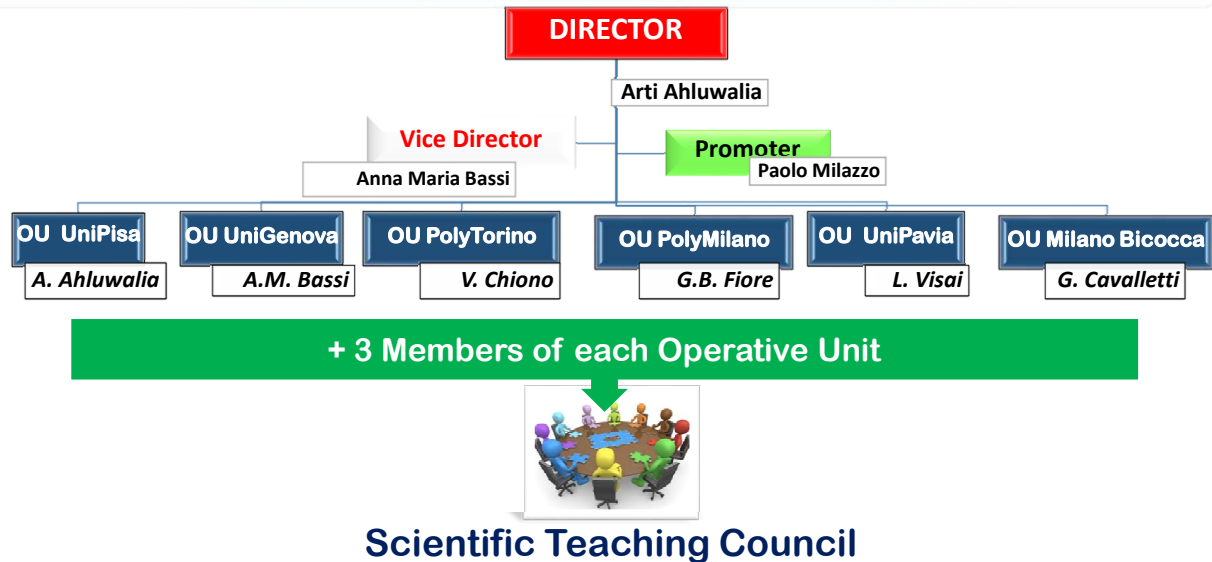 DIRECTOR
Arti Ahluwalia
Vice Director
Promoter
Anna Maria Bassi
Paolo Milazzo
OU UniPisa
OU UniGenova
OU PolyTorino
OU PolyMilano
OU UniPavia
OU Milano Bicocca
A. Ahluwalia
A.M. Bassi
V. Chiono
G.B. Fiore
L. Visai
G. Cavalletti
+ 3 Members of each Operative Unit
Scientific Teaching Council